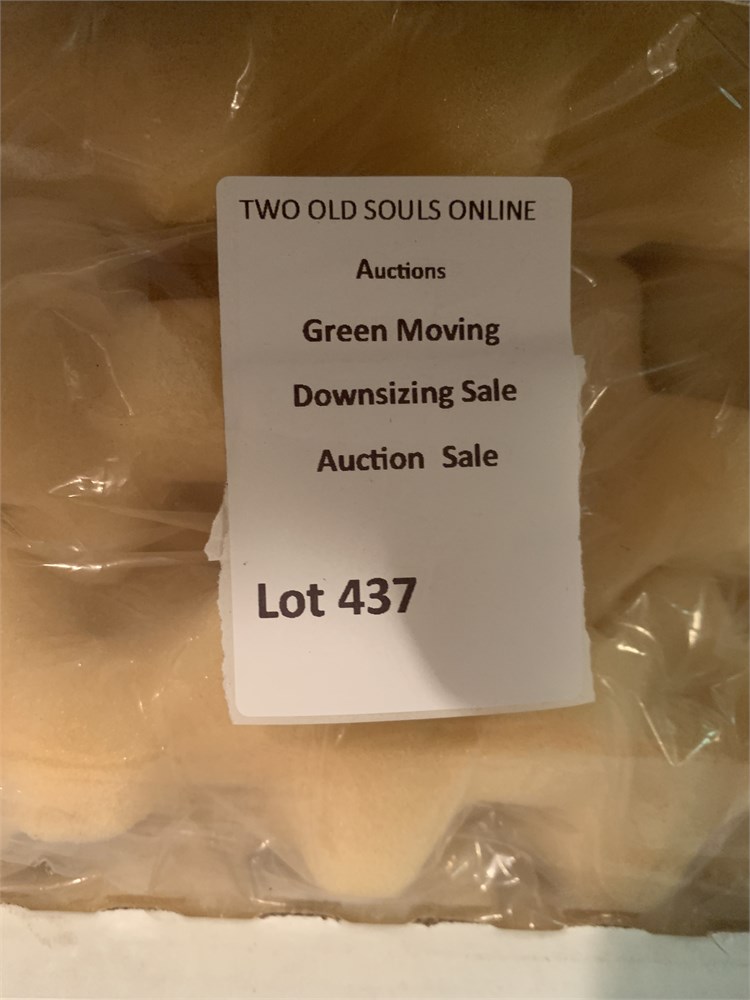 TWO OLD SOULS ONLINE
Auctions
Green Moving
Downsizing Sale
Auction Sale
Lot 437